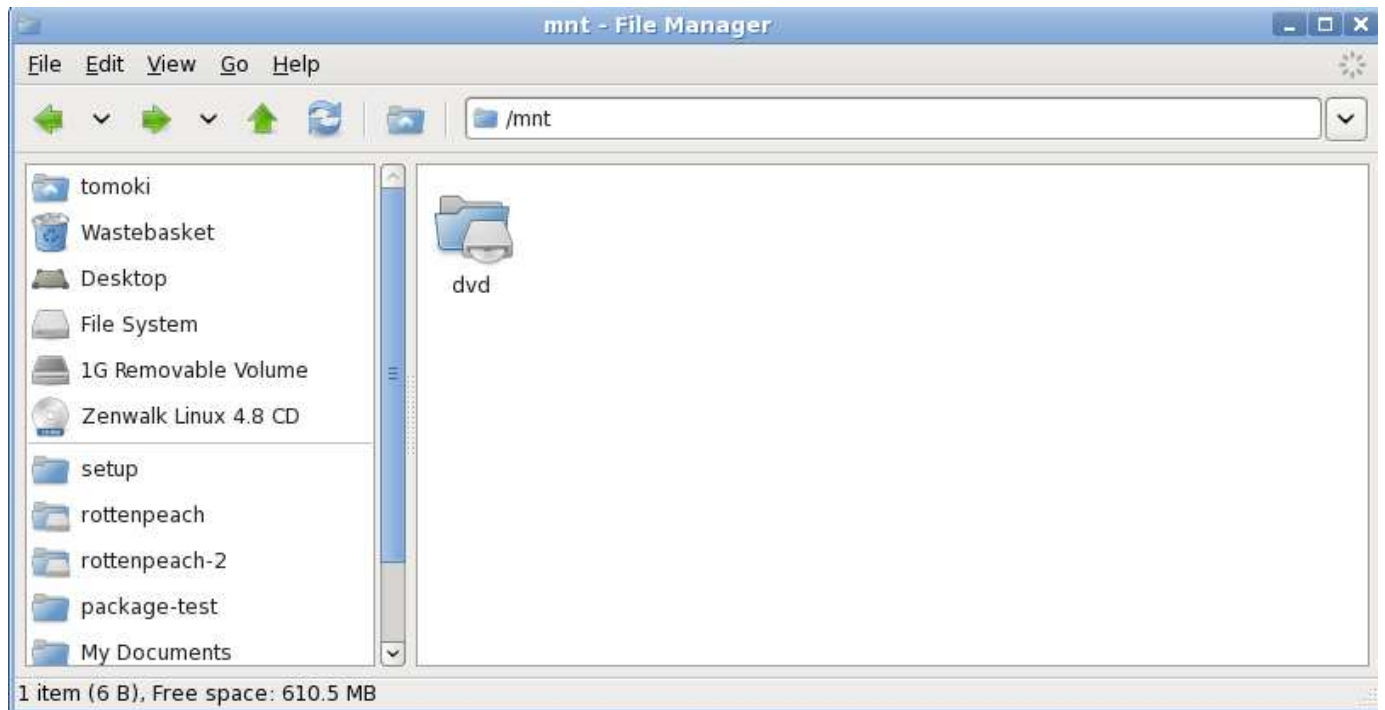 mnt - File Manager
File Edit View Go Help
/mnt
tomoki
Wastebasket
Desktop
File System
1G Removable Volume
Zenwalk Linux 4.8 CD
setup
rottenpeach
rottenpeach-2
package-test
My Documents
dvd
1 item (6 B), Free space: 610.5 MB